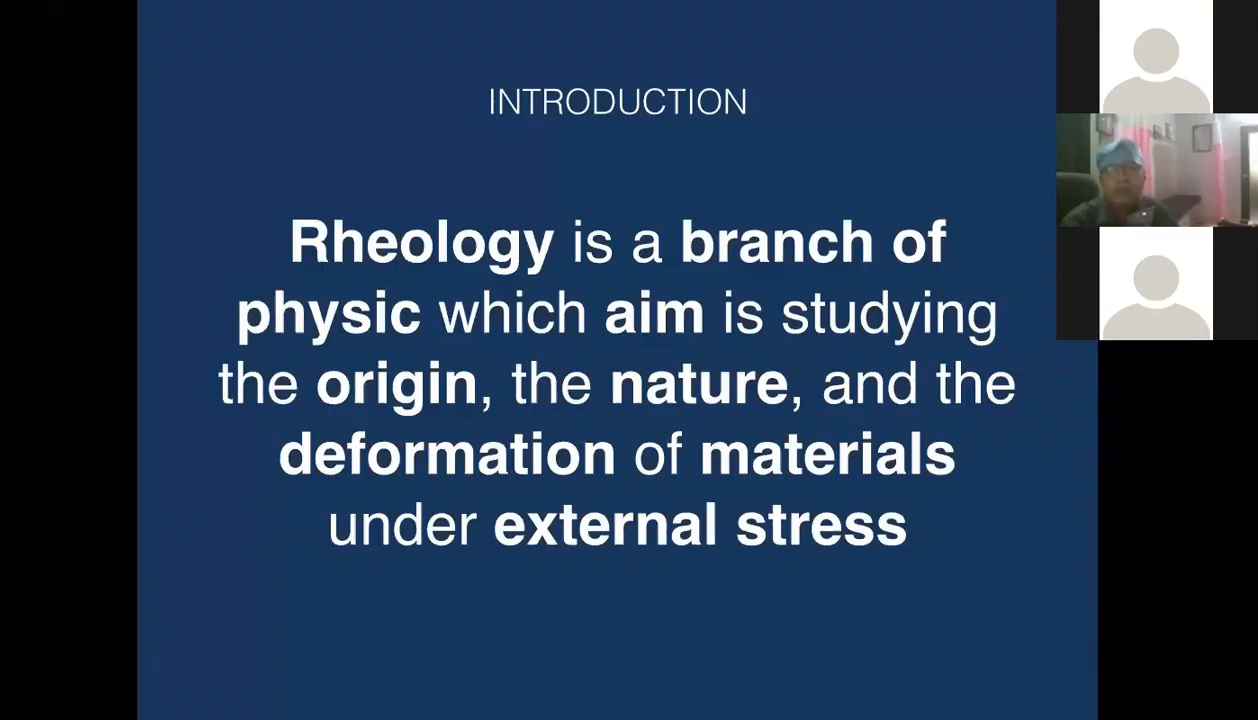 INTRODUCTION
Rheology is a branch of
physic which aim is studying
the origin, the nature, and the
deformation of materials
under external stress